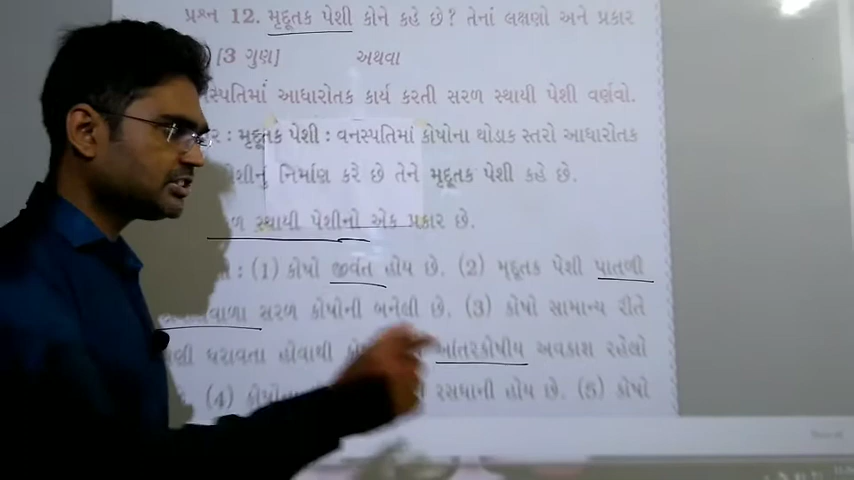 પ્રશ્ન 12. મૃદૂતક પેશી કોને કહે છે? તેનાં લક્ષણો અને પ્રકાર
[3 ગુણ] અથવા
સ્પતિમાં આધારોતક કાર્ય કરતી સરળ સ્થાયી પેશી વર્ણવો.
ર : મૃદૂતક પેશી : વનસ્પતિમાં કોષોના થોડાક સ્તરો આધારોતક
પેશીનું નિર્માણ કરે છે તેને મૃદૂતક પેશી કહે છે.
ળ સ્થાયી પેશીનો એક પ્રકાર છે.
: (1) કોષો જીવંત હોય છે. (2) મૃદૂતક પેશી પાતળી
વાળા સરળ કોષોની બનેલી છે. (3) કોષો સામાન્ય રીતે
ધરાવતા હોવાથી આંતરકોષીય અવકાશ રહેલો
(4) રસધાની હોય છે. (5) કોષો